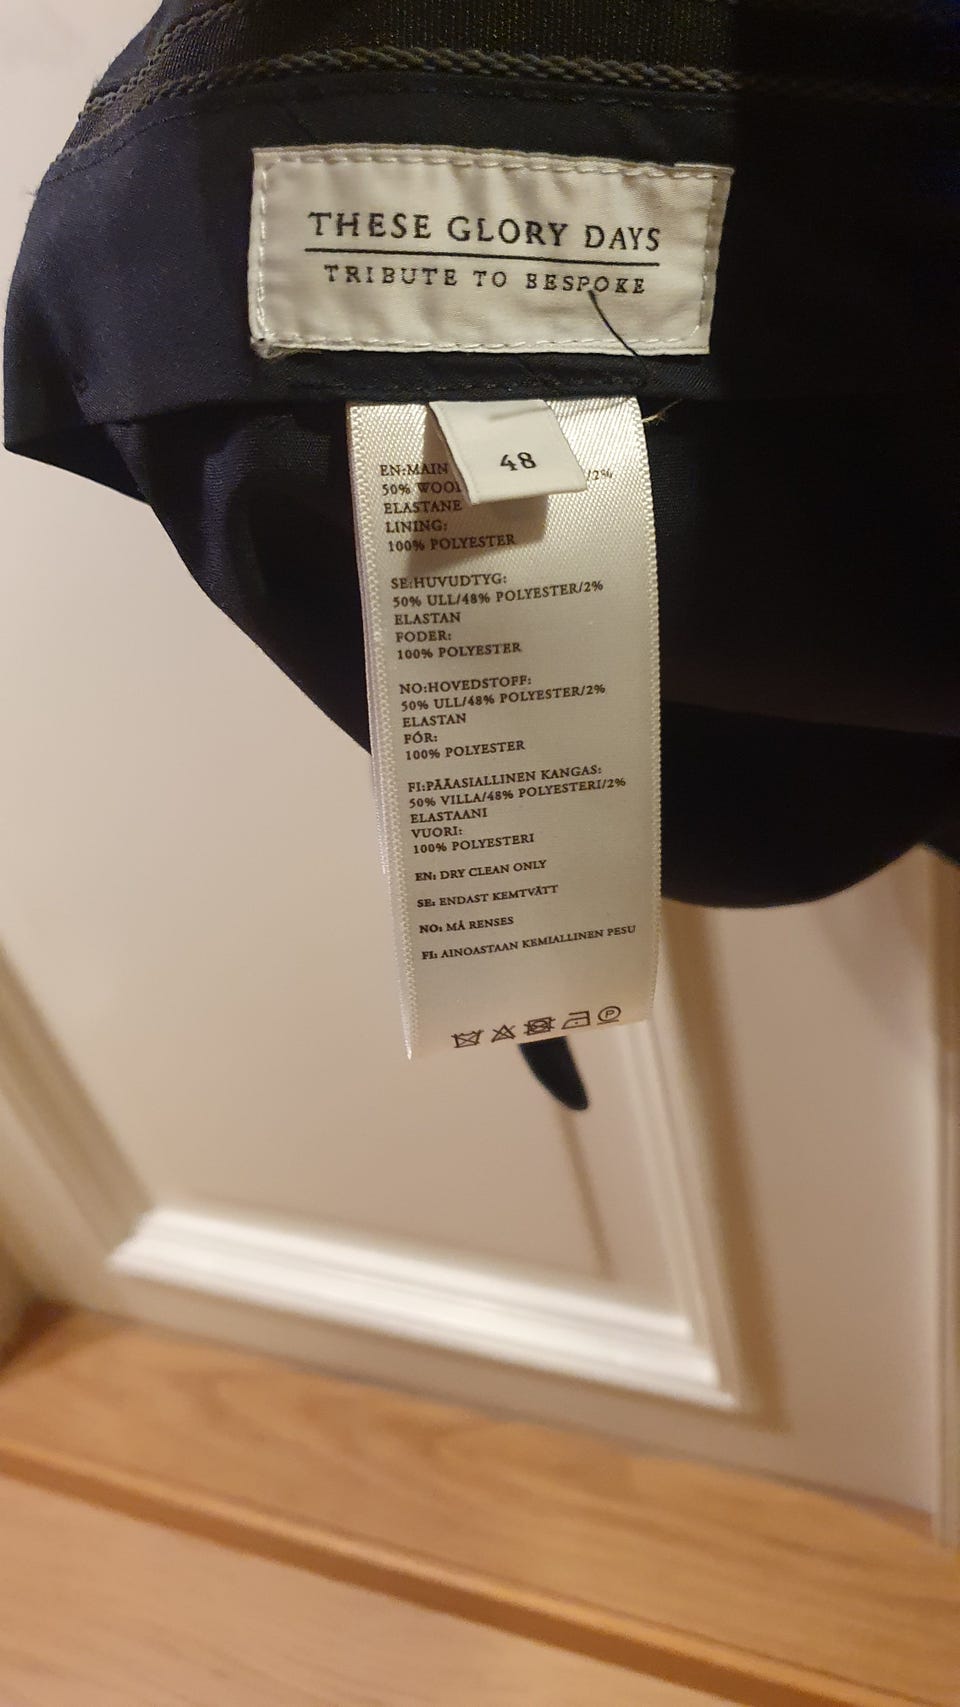 THESE GLORY DAYS
TRIBUTE TO BESPOKE
48
EN:MAIN
50% WOOL /2%
ELASTANE
LINING:
100% POLYESTER
SE:HUVUDTYG:
50% ULL/48% POLYESTER/2%
ELASTAN
FODER:
100% POLYESTER
NO:HOVEDSTOFF:
50% ULL/48% POLYESTER/2%
ELASTAN
FÓR:
100% POLYESTER
FI:PÄÄASIALLINEN KANGAS:
50% VILLA/48% POLYESTERI/2%
ELASTAANI
VUORI:
100% POLYESTERI
EN: DRY CLEAN ONLY
SE: ENDAST KEMTVÄTT
NO: MÅ RENSES
FI: AINOASTAAN KEMIALLINEN PESU
P